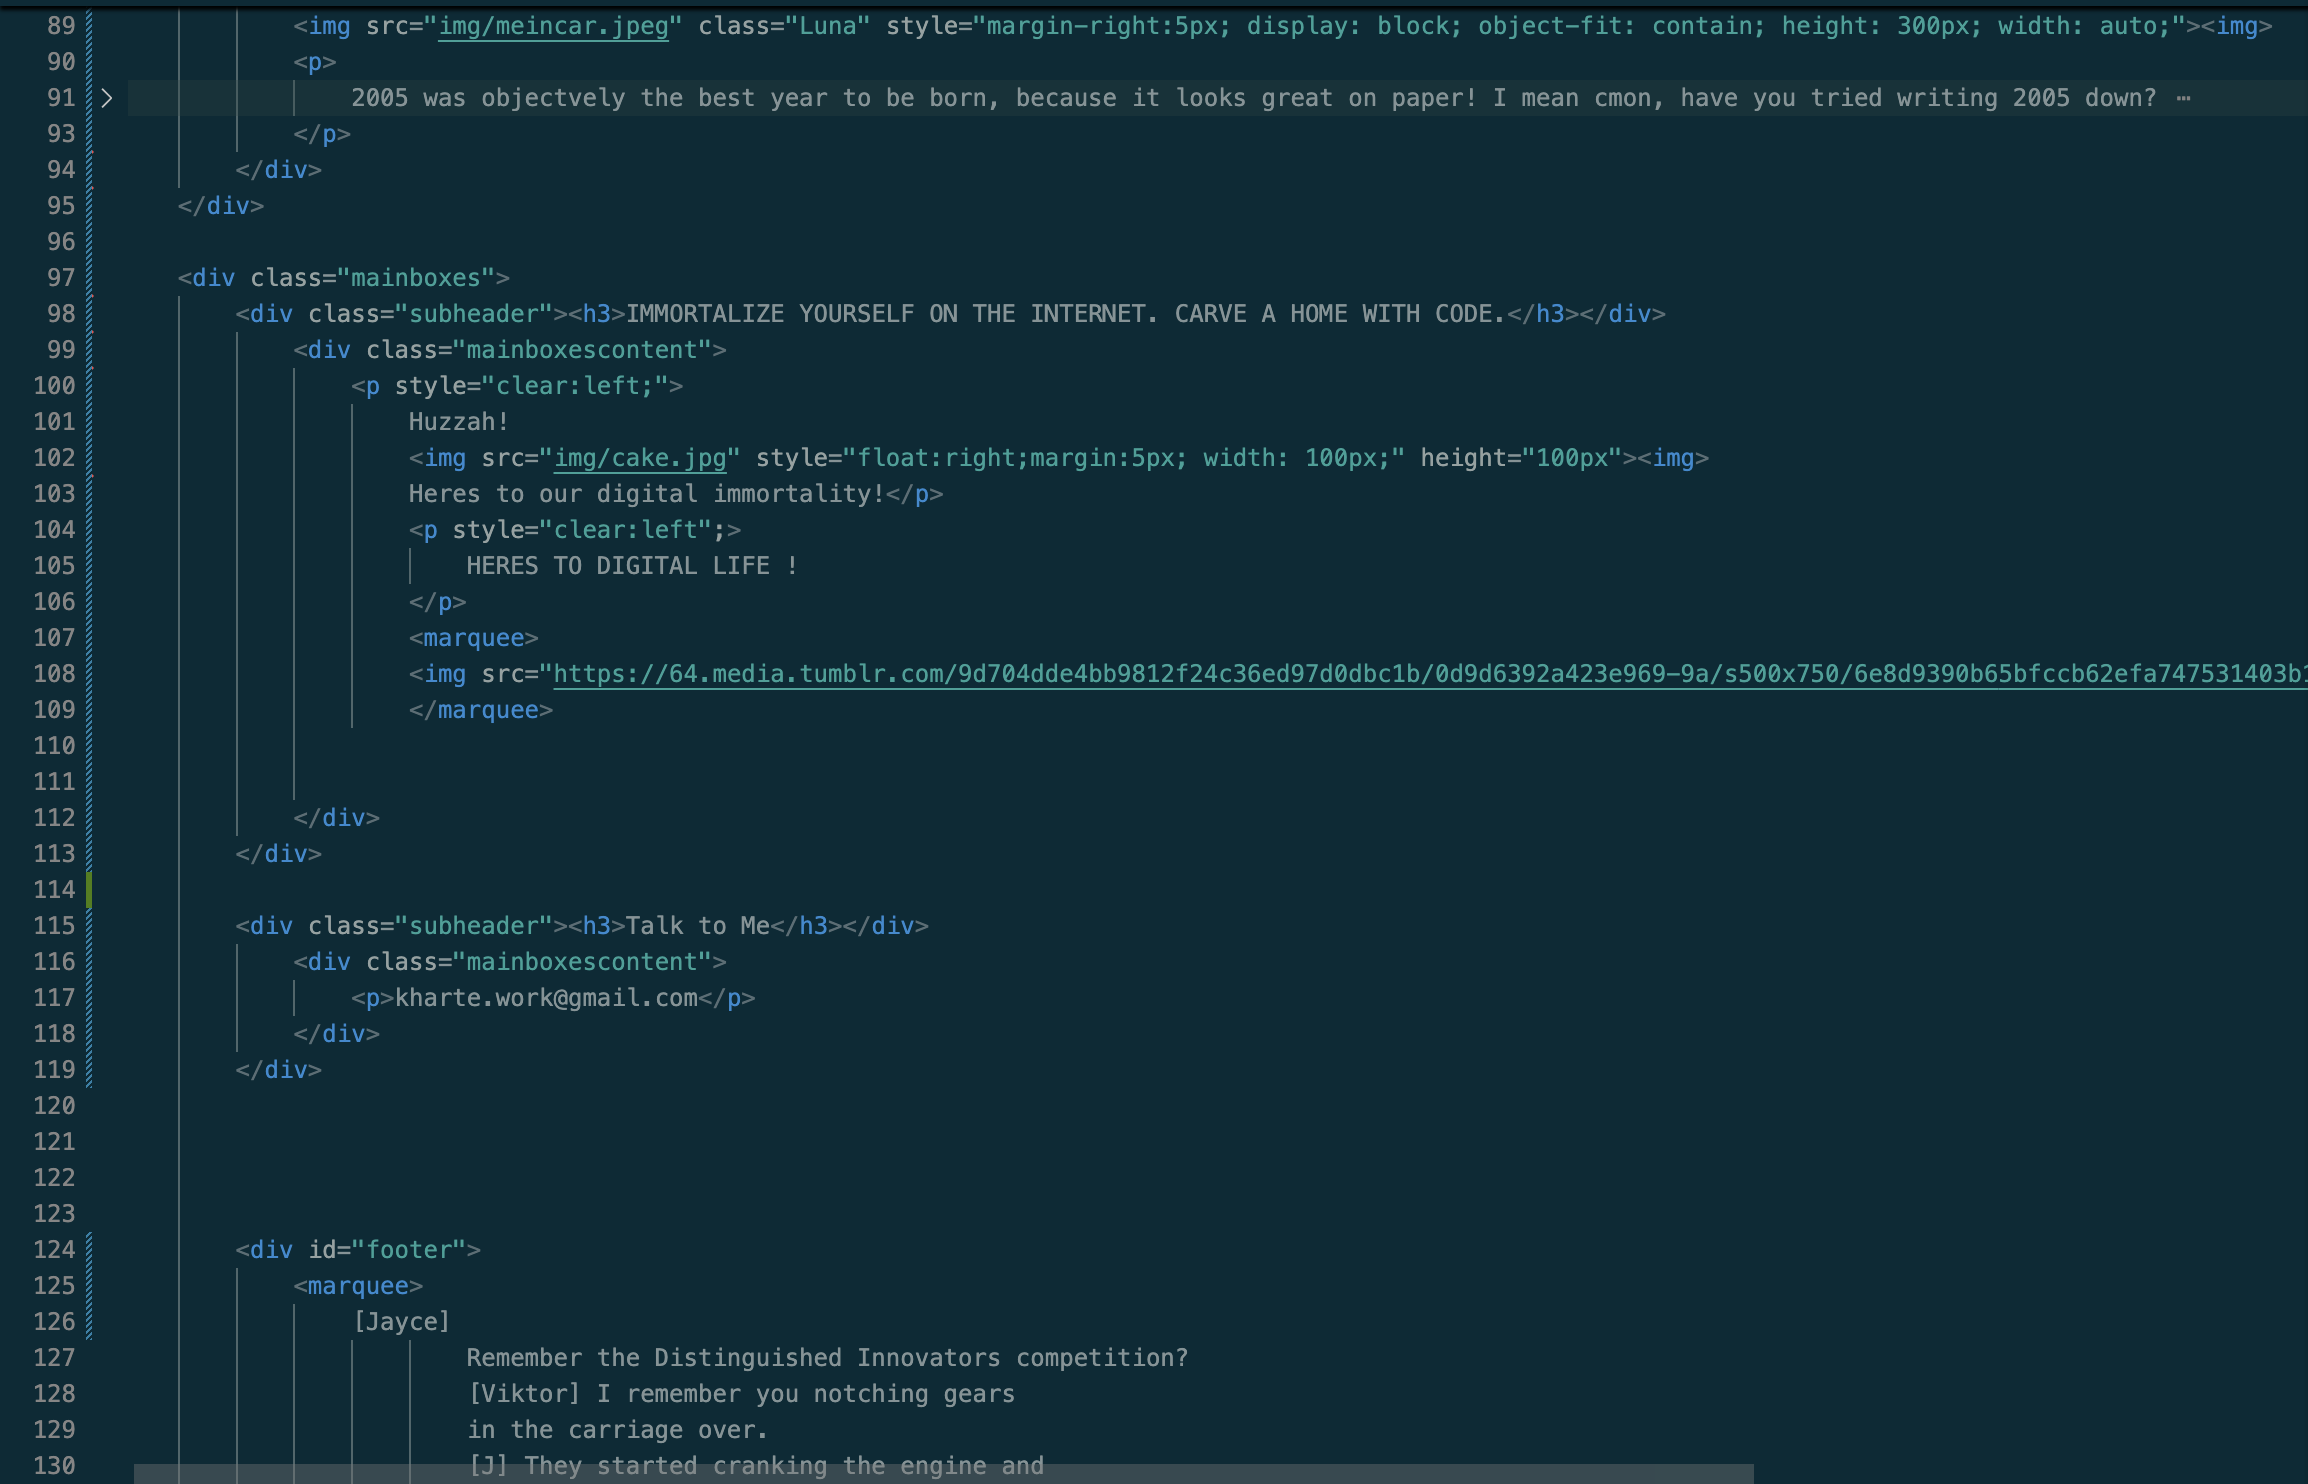 89 <img src="img/meincar.jpeg" class="Luna" style="margin-right:5px; display: block; object-fit: contain; height: 300px; width: auto;"><img>
90 <p>
91 2005 was objectvely the best year to be born, because it looks great on paper! I mean cmon, have you tried writing 2005 down? ⋯
93 </p>
94 </div>
95 </div>
96
97 <div class="mainboxes">
98 <div class="subheader"><h3>IMMORTALIZE YOURSELF ON THE INTERNET. CARVE A HOME WITH CODE.</h3></div>
99 <div class="mainboxescontent">
100 <p style="clear:left;">
101 Huzzah!
102 <img src="img/cake.jpg" style="float:right;margin:5px; width: 100px;" height="100px"><img>
103 Heres to our digital immortality!</p>
104 <p style="clear:left";>
105 HERES TO DIGITAL LIFE !
106 </p>
107 <marquee>
108 <img src="https://64.media.tumblr.com/9d704dde4bb9812f24c36ed97d0dbc1b/0d9d6392a423e969-9a/s500x750/6e8d9390b65bfccb62efa747531403b1
109 </marquee>
110
111
112 </div>
113 </div>
114
115 <div class="subheader"><h3>Talk to Me</h3></div>
116 <div class="mainboxescontent">
117 <p>kharte.work@gmail.com</p>
118 </div>
119 </div>
120
121
122
123
124 <div id="footer">
125 <marquee>
126 [Jayce]
127 Remember the Distinguished Innovators competition?
128 [Viktor] I remember you notching gears
129 in the carriage over.
130 [J] They started cranking the engine and